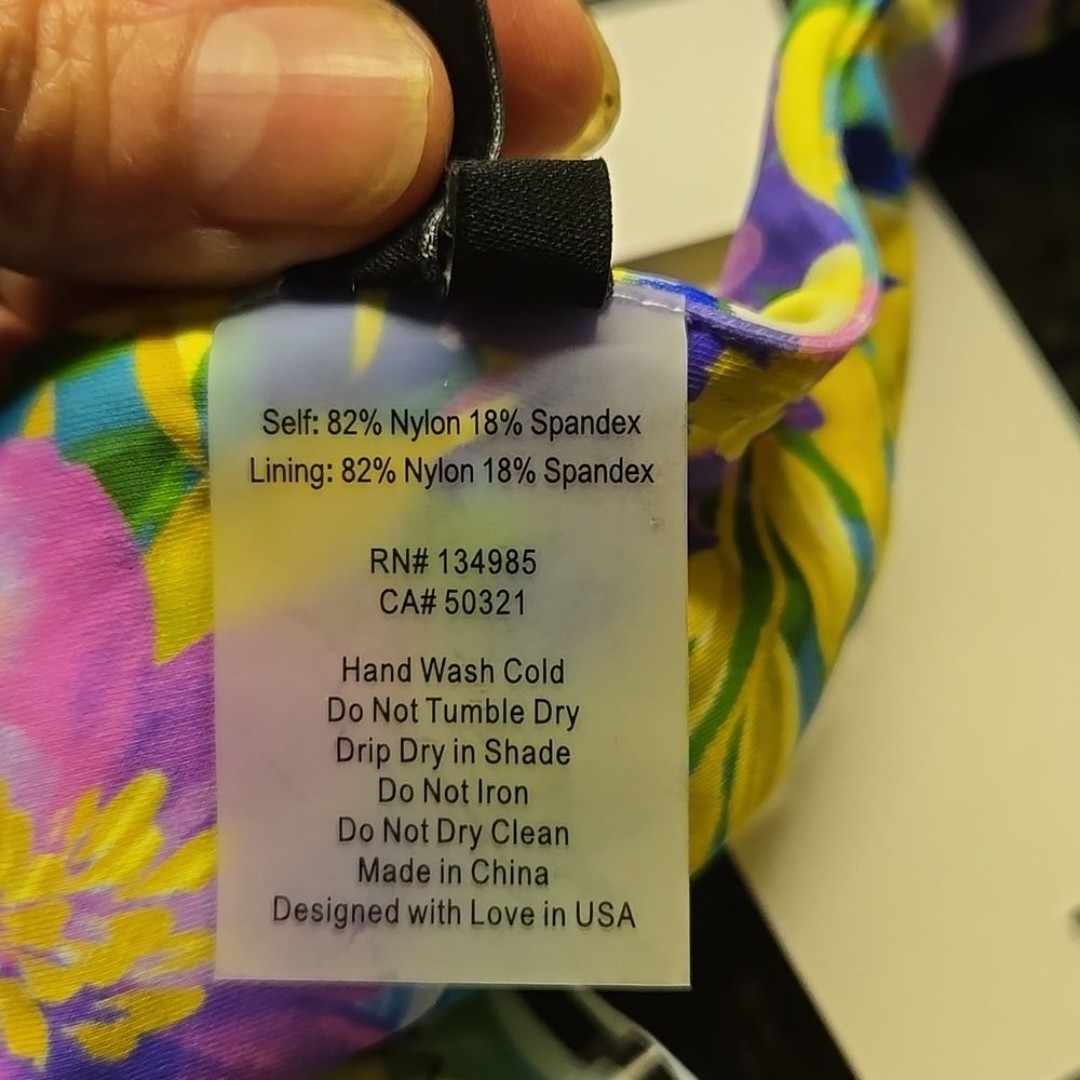 Self: 82% Nylon 18% Spandex
Lining: 82% Nylon 18% Spandex
RN# 134985
CA# 50321
Hand Wash Cold
Do Not Tumble Dry
Drip Dry in Shade
Do Not Iron
Do Not Dry Clean
Made in China
Designed with Love in USA